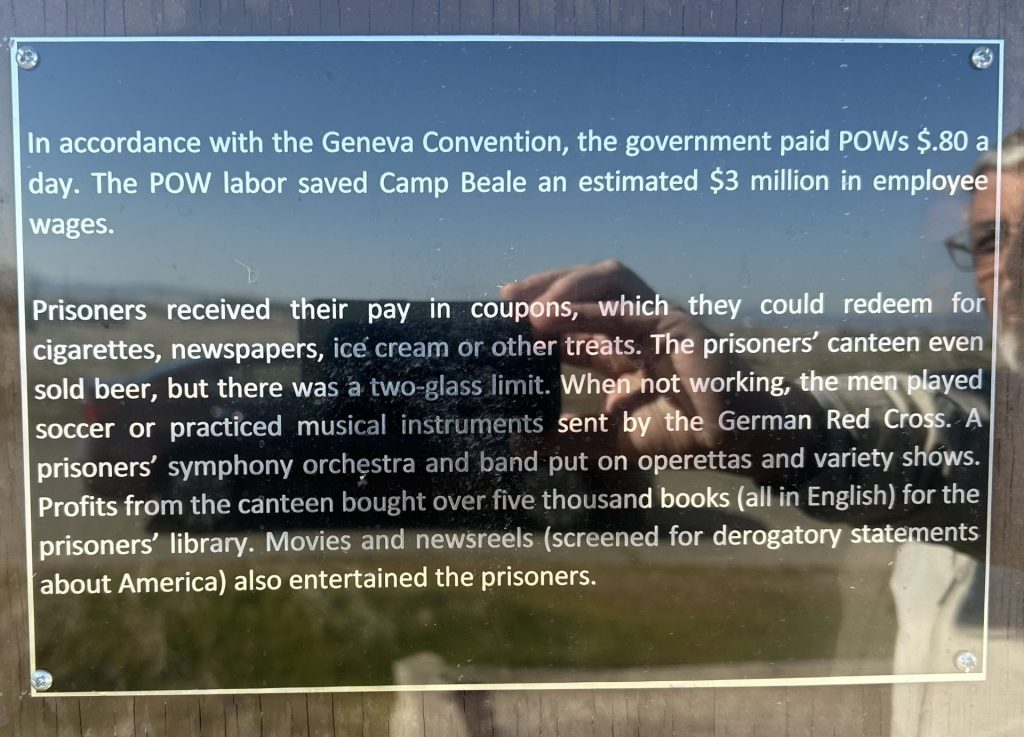 In accordance with the Geneva Convention, the government paid POWs $.80 a
day. The POW labor saved Camp Beale an estimated $3 million in employee
wages.
Prisoners received their pay in coupons, which they could redeem for
cigarettes, newspapers, ice cream or other treats. The prisoners’ canteen even
sold beer, but there was a two-glass limit. When not working, the men played
soccer or practiced musical instruments sent by the German Red Cross. A
prisoners’ symphony orchestra and band put on operettas and variety shows.
Profits from the canteen bought over five thousand books (all in English) for the
prisoners’ library. Movies and newsreels (screened for derogatory statements
about America) also entertained the prisoners.